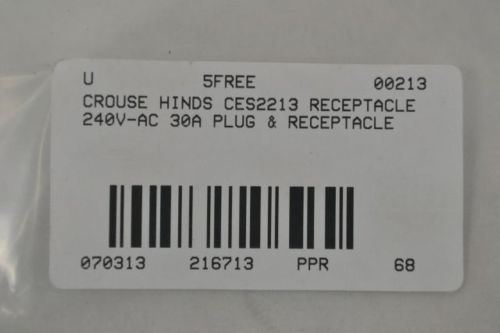 U 5FREE 00213
CROUSE HINDS CES2213 RECEPTACLE
240V-AC 30A PLUG & RECEPTACLE
070313 216713 PPR 68